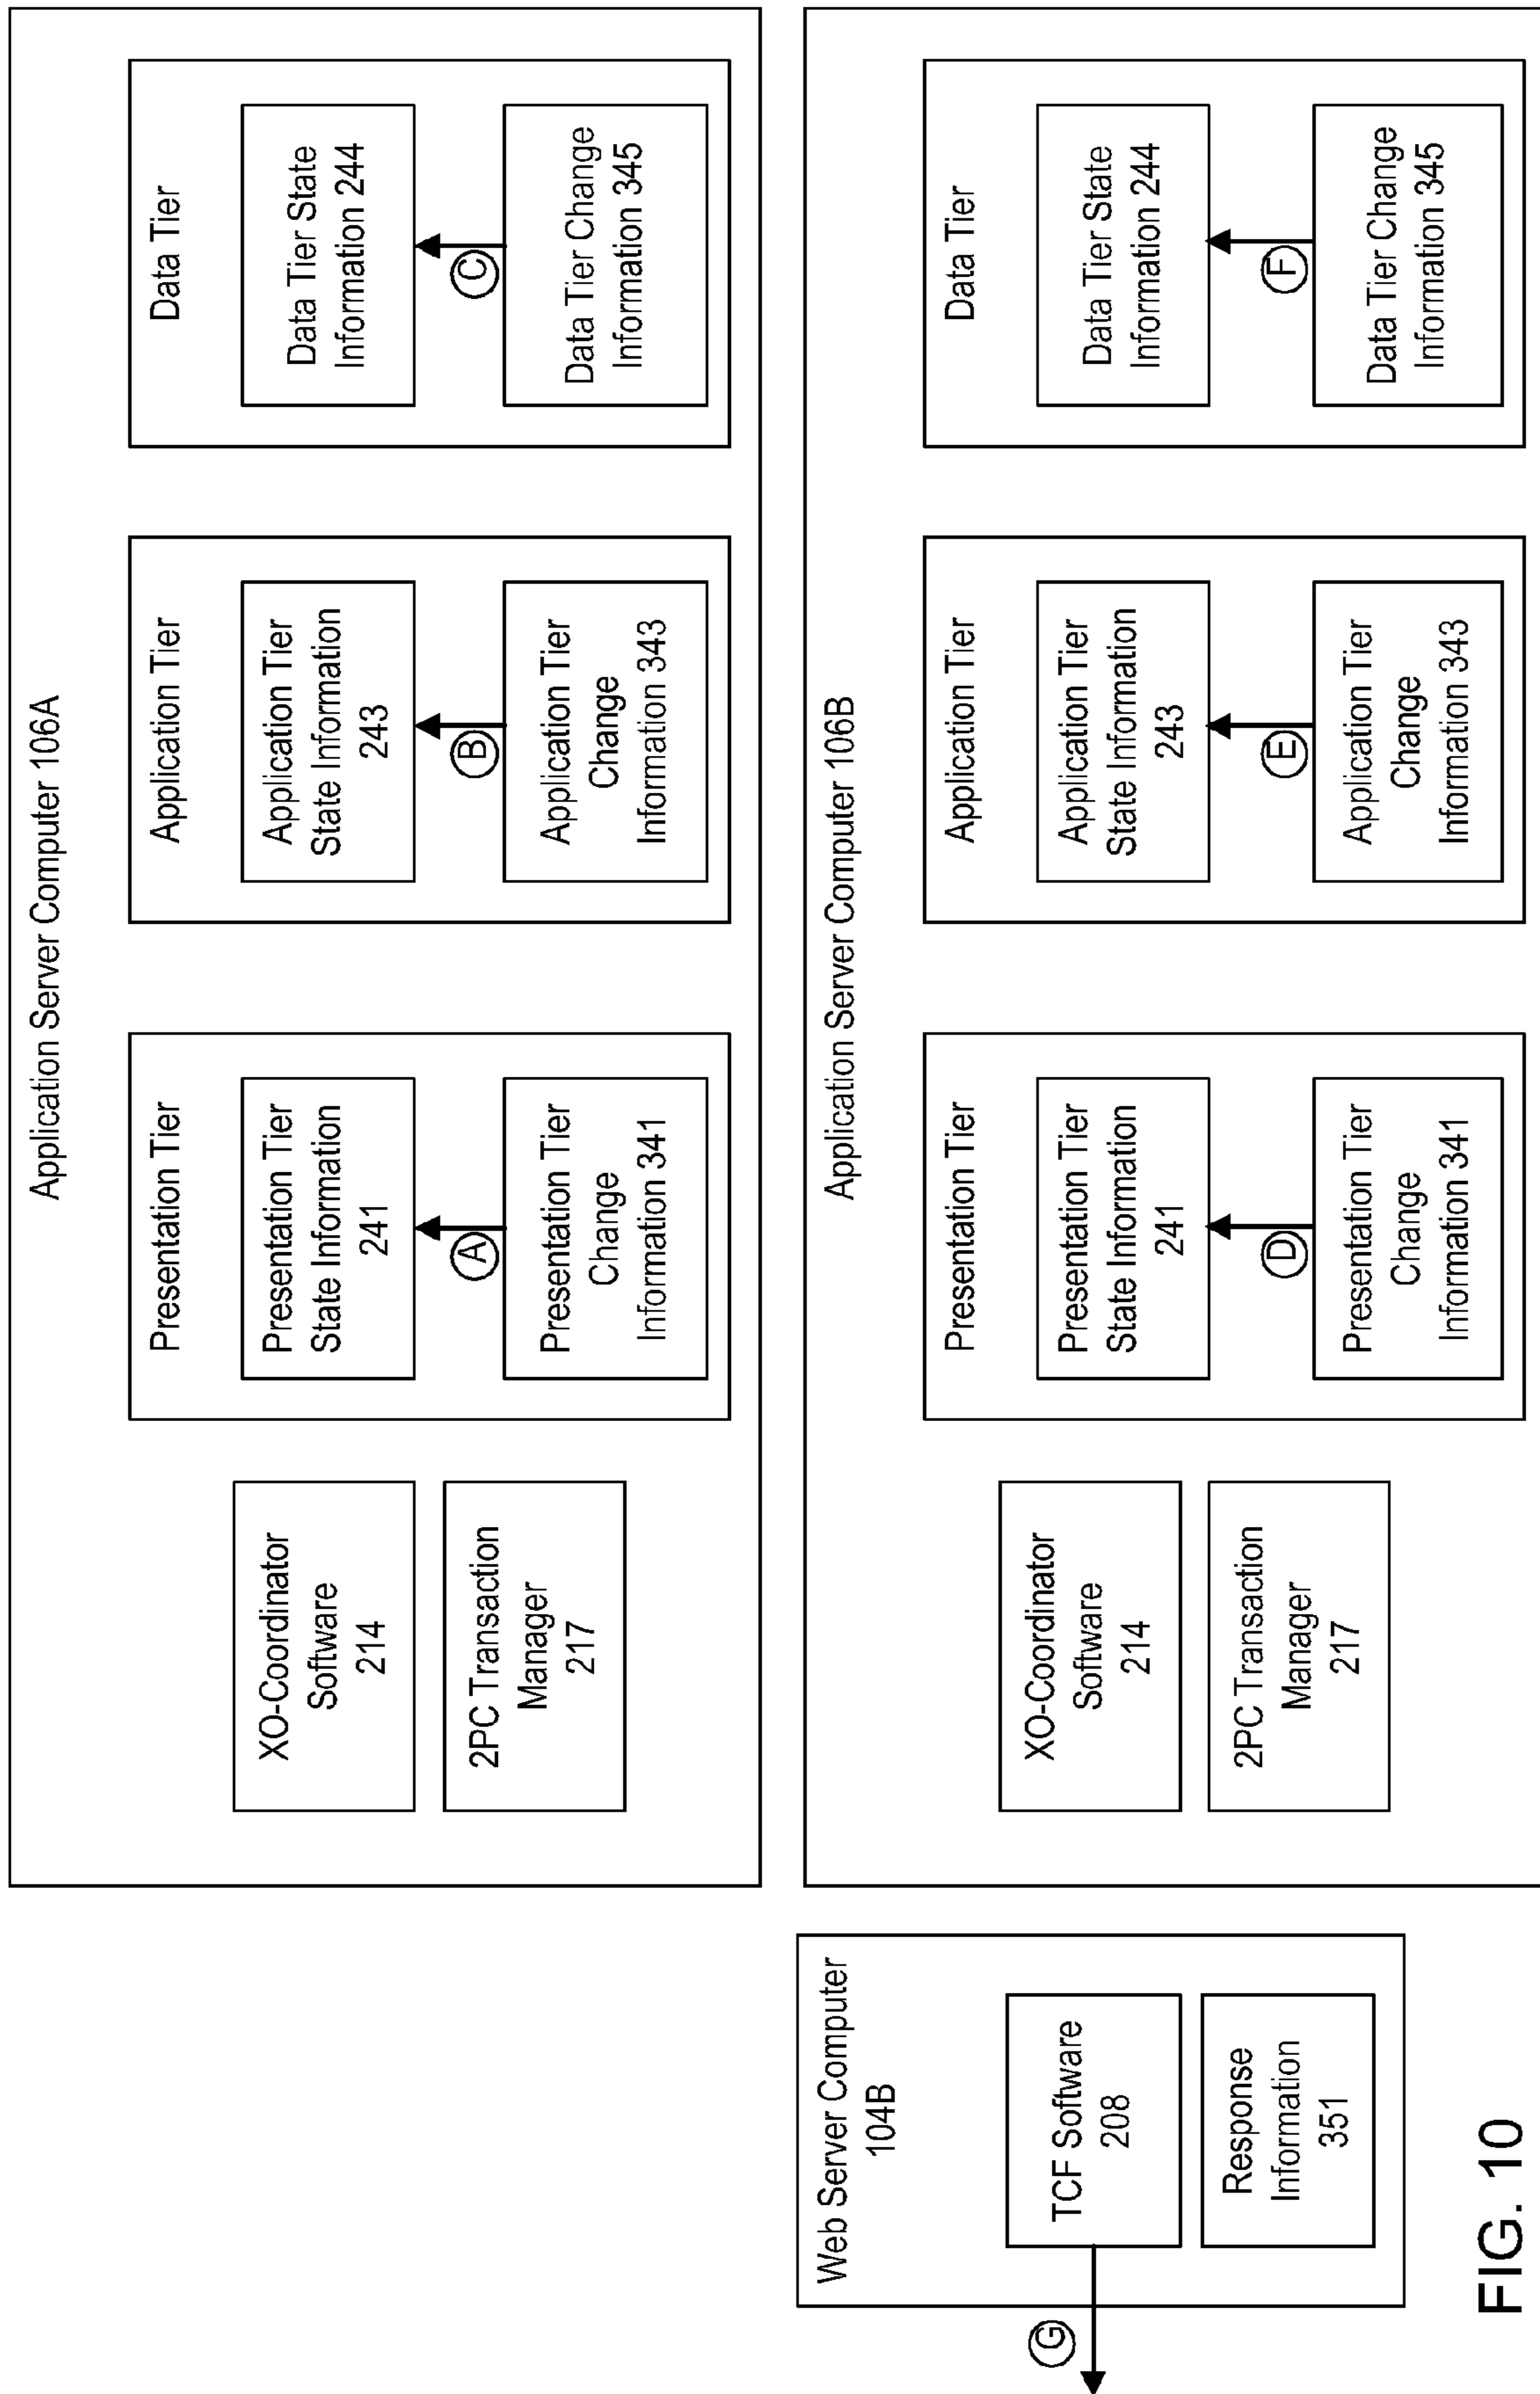 Application Server Computer 106A
XO-Coordinator
Software
214
2PC Transaction
Manager
217
Presentation Tier
Presentation Tier
State Information
241
A
Presentation Tier
Change
Information 341
Application Tier
Application Tier
State Information
243
B
Application Tier
Change
Information 343
Data Tier
Data Tier State
Information 244
C
Data Tier Change
Information 345
Web Server Computer
104B
TCF Software
208
Response
Information
351
G
Application Server Computer 106B
XO-Coordinator
Software
214
2PC Transaction
Manager
217
Presentation Tier
Presentation Tier
State Information
241
D
Presentation Tier
Change
Information 341
Application Tier
Application Tier
State Information
243
E
Application Tier
Change
Information 343
Data Tier
Data Tier State
Information 244
F
Data Tier Change
Information 345
FIG. 10